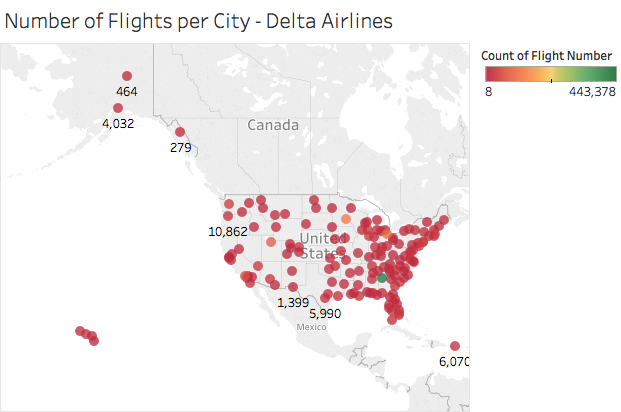 Number of Flights per City - Delta Airlines
Count of Flight Number
8 443,378
464
4,032
Canada
279
10,862
United
States
1,399
5,990
Mexico
6,070